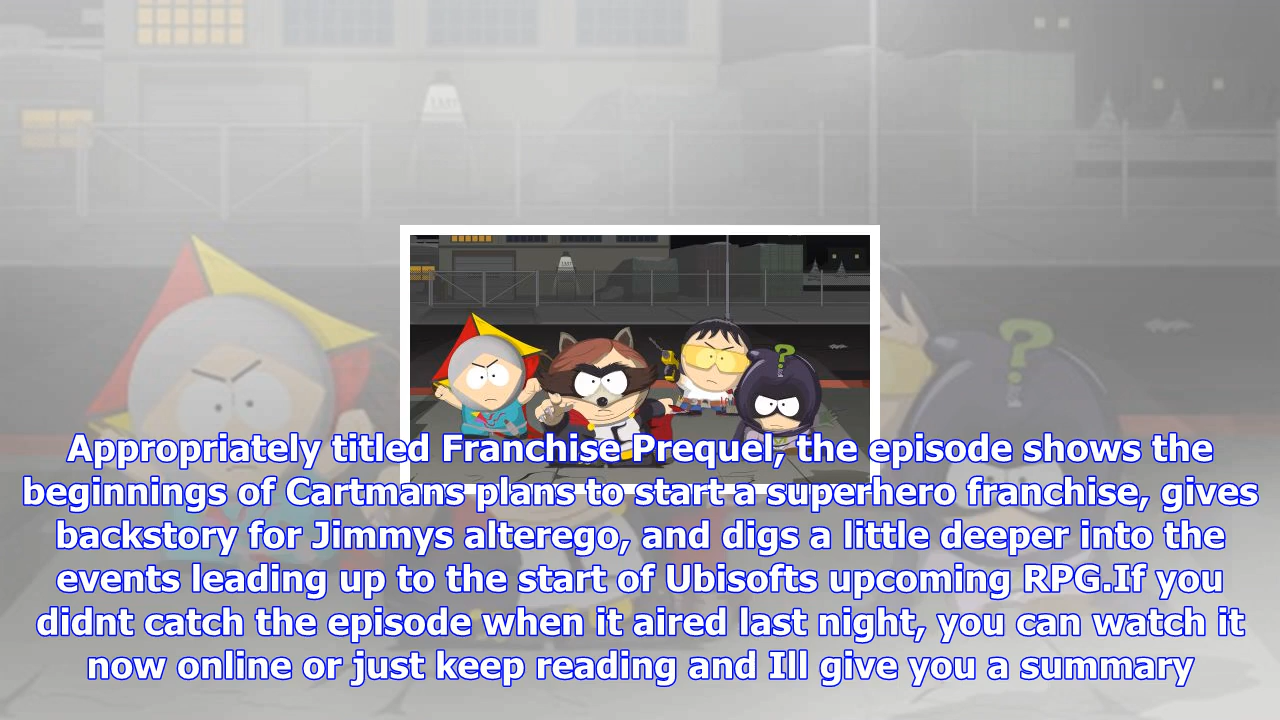 Appropriately titled Franchise Prequel, the episode shows the
beginnings of Cartmans plans to start a superhero franchise, gives
backstory for Jimmys alterego, and digs a little deeper into the
events leading up to the start of Ubisofts upcoming RPG.If you
didnt catch the episode when it aired last night, you can watch it
now online or just keep reading and Ill give you a summary